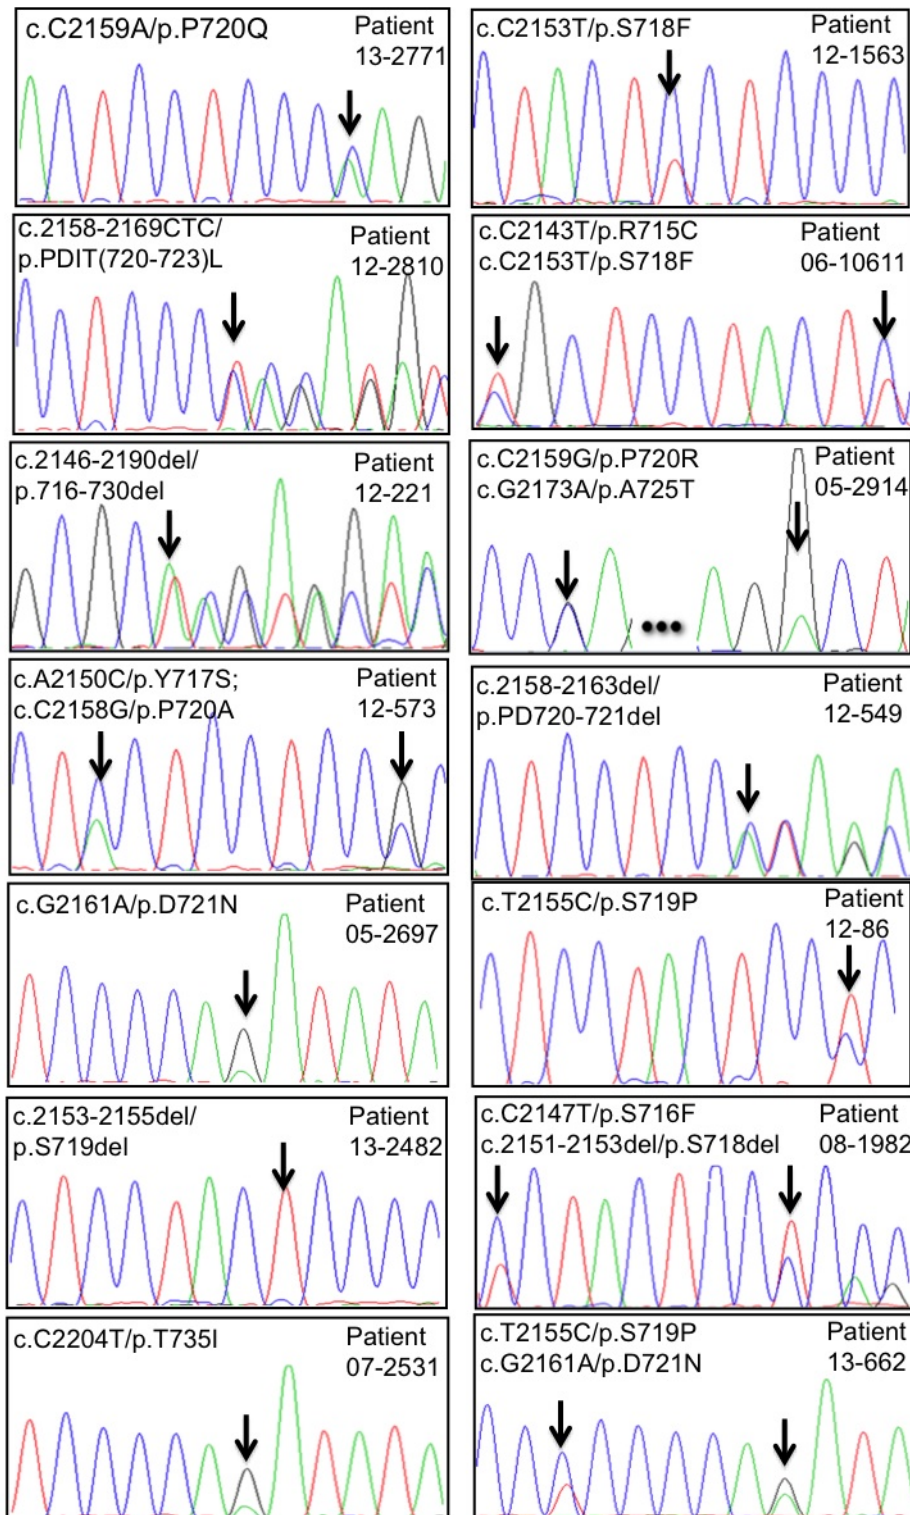 c.C2159A/p.P720Q
Patient
13-2771
c.C2153T/p.S718F
Patient
12-1563
c.2158-2169CTC/
p.PDIT(720-723)L
Patient
12-2810
c.C2143T/p.R715C
c.C2153T/p.S718F
Patient
06-10611
c.2146-2190del/
p.716-730del
Patient
12-221
c.C2159G/p.P720R
c.G2173A/p.A725T
Patient
05-2914
c.A2150C/p.Y717S;
c.C2158G/p.P720A
Patient
12-573
c.2158-2163del/
p.PD720-721del
Patient
12-549
c.G2161A/p.D721N
Patient
05-2697
c.T2155C/p.S719P
Patient
12-86
c.2153-2155del/
p.S719del
Patient
13-2482
c.C2147T/p.S716F
c.2151-2153del/p.S718del
Patient
08-1982
c.C2204T/p.T735I
Patient
07-2531
c.T2155C/p.S719P
c.G2161A/p.D721N
Patient
13-662